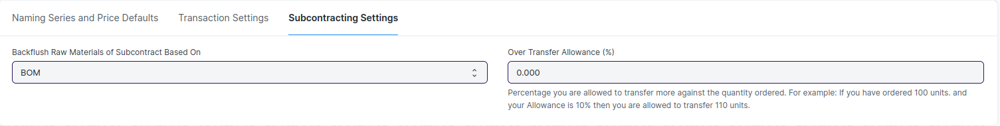 Naming Series and Price Defaults
Transaction Settings
Subcontracting Settings
Backflush Raw Materials of Subcontract Based On
BOM
Over Transfer Allowance (%)
0.000
Percentage you are allowed to transfer more against the quantity ordered. For example: If you have ordered 100 units. and
your Allowance is 10% then you are allowed to transfer 110 units.